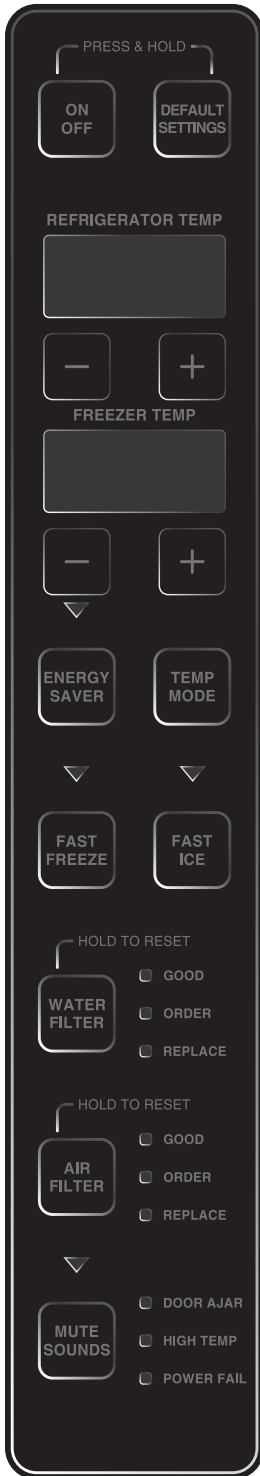 PRESS & HOLD
ON
OFF
DEFAULT
SETTINGS
REFRIGERATOR TEMP
− +
FREEZER TEMP
− +
ENERGY
SAVER
TEMP
MODE
FAST
FREEZE
FAST
ICE
HOLD TO RESET
WATER
FILTER
GOOD
ORDER
REPLACE
HOLD TO RESET
AIR
FILTER
GOOD
ORDER
REPLACE
MUTE
SOUNDS
DOOR AJAR
HIGH TEMP
POWER FAIL